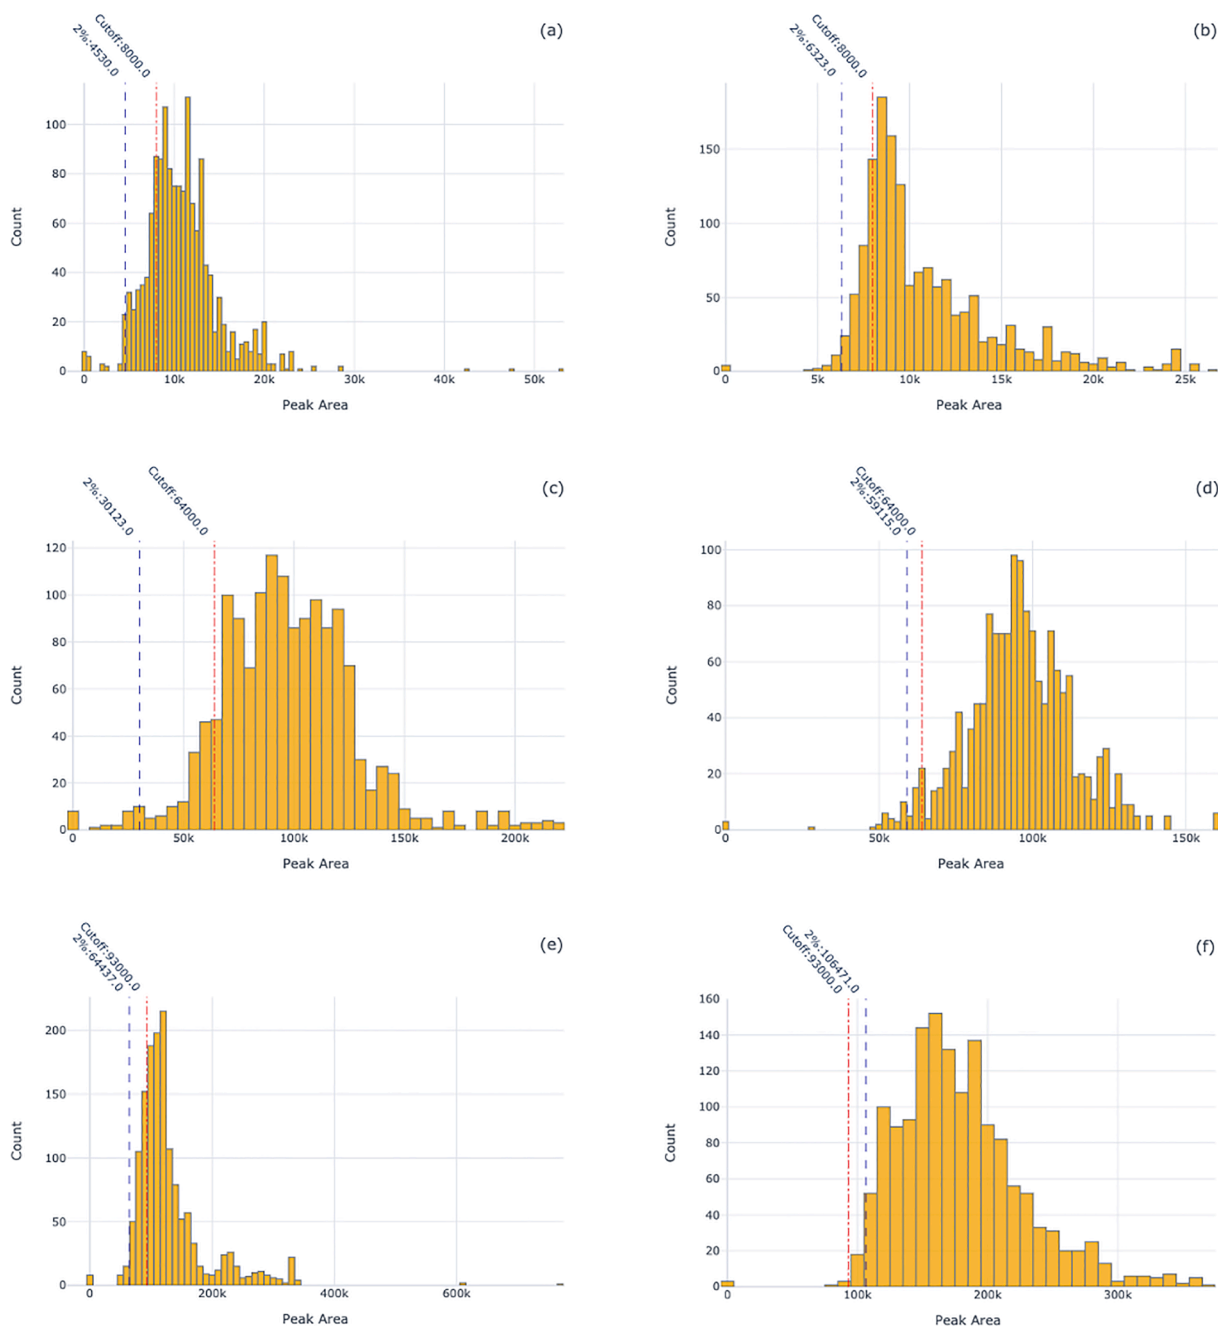 (a)
Cutoff:8000.0
2%:4530.0
100
80
60
40
20
0
Count
0
10k
20k
30k
40k
50k
Peak Area
(b)
Cutoff:8000.0
2%:6323.0
150
100
50
0
Count
0
5k
10k
15k
20k
25k
Peak Area
(c)
Cutoff:64000.0
2%:30123.0
120
100
80
60
40
20
0
Count
0
50k
100k
150k
200k
Peak Area
(d)
Cutoff:64000.0
2%:59115.0
100
80
60
40
20
0
Count
0
50k
100k
150k
Peak Area
(e)
Cutoff:93000.0
2%:64437.0
200
150
100
50
0
Count
0
200k
400k
600k
Peak Area
(f)
2%:106471.0
Cutoff:93000.0
160
140
120
100
80
60
40
20
0
Count
0
100k
200k
300k
Peak Area